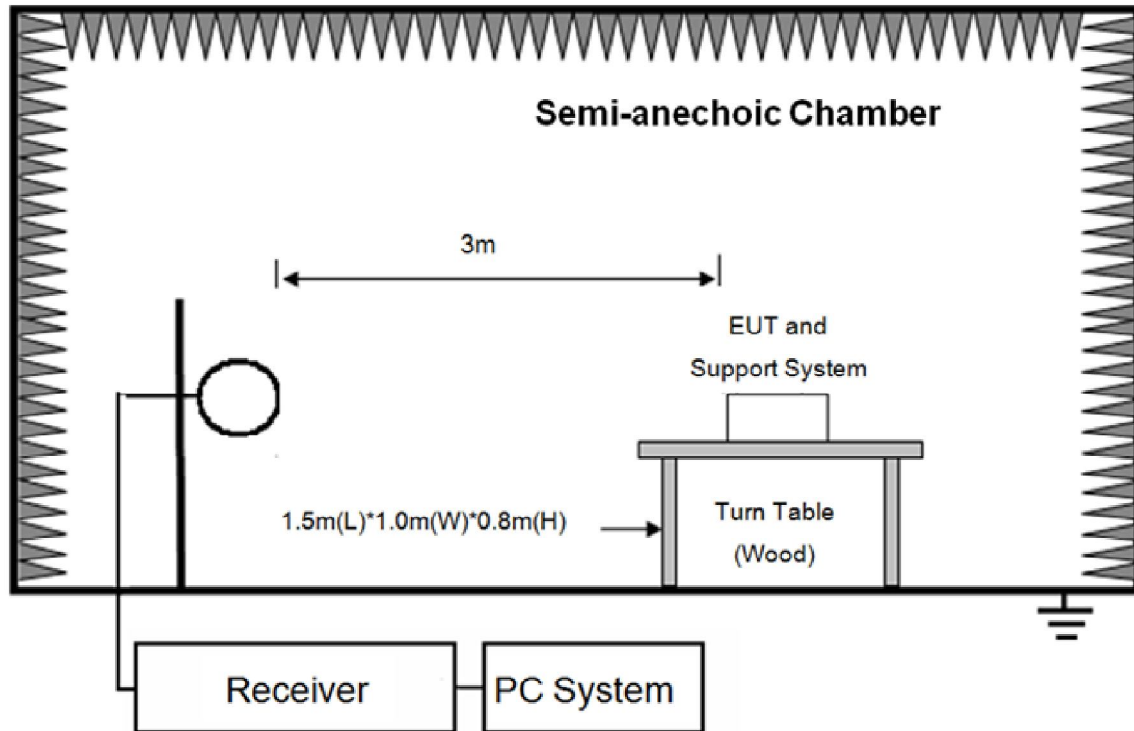 Semi-anechoic Chamber
3m
EUT and
Support System
1.5m(L)*1.0m(W)*0.8m(H)
Turn Table
(Wood)
Receiver
PC System